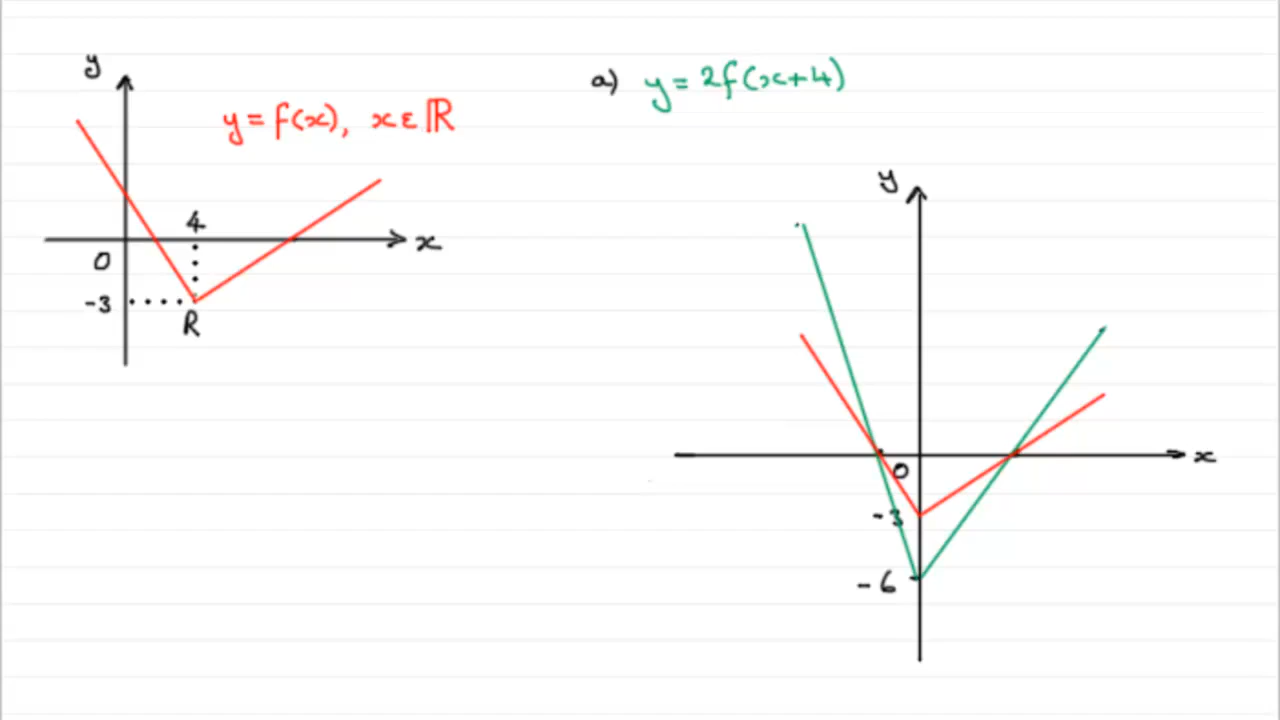 y
y = f(x), x ∈ ℝ
4
0
x
-3
R
a) y = 2f(x+4)
y
0
x
-3
-6